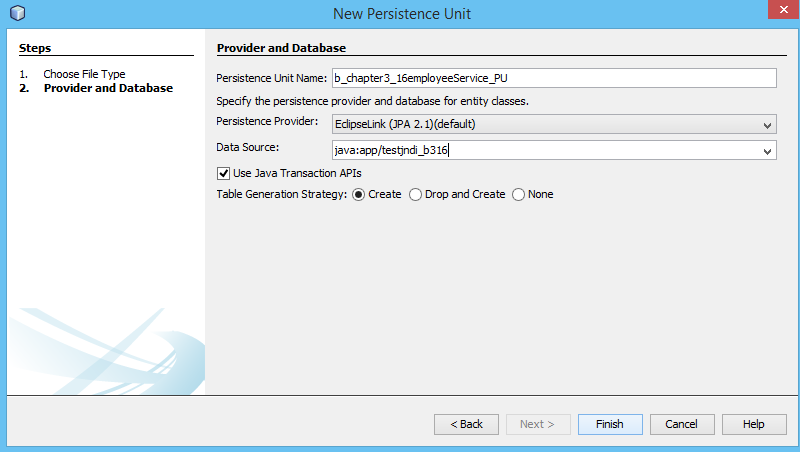 New Persistence Unit
Steps
1. Choose File Type
2. Provider and Database
Provider and Database
Persistence Unit Name: b_chapter3_16employeeService_PU
Specify the persistence provider and database for entity classes.
Persistence Provider: EclipseLink (JPA 2.1)(default)
Data Source: java:app/testjndi_b316
Use Java Transaction APIs
Table Generation Strategy: Create Drop and Create None
< Back Next > Finish Cancel Help